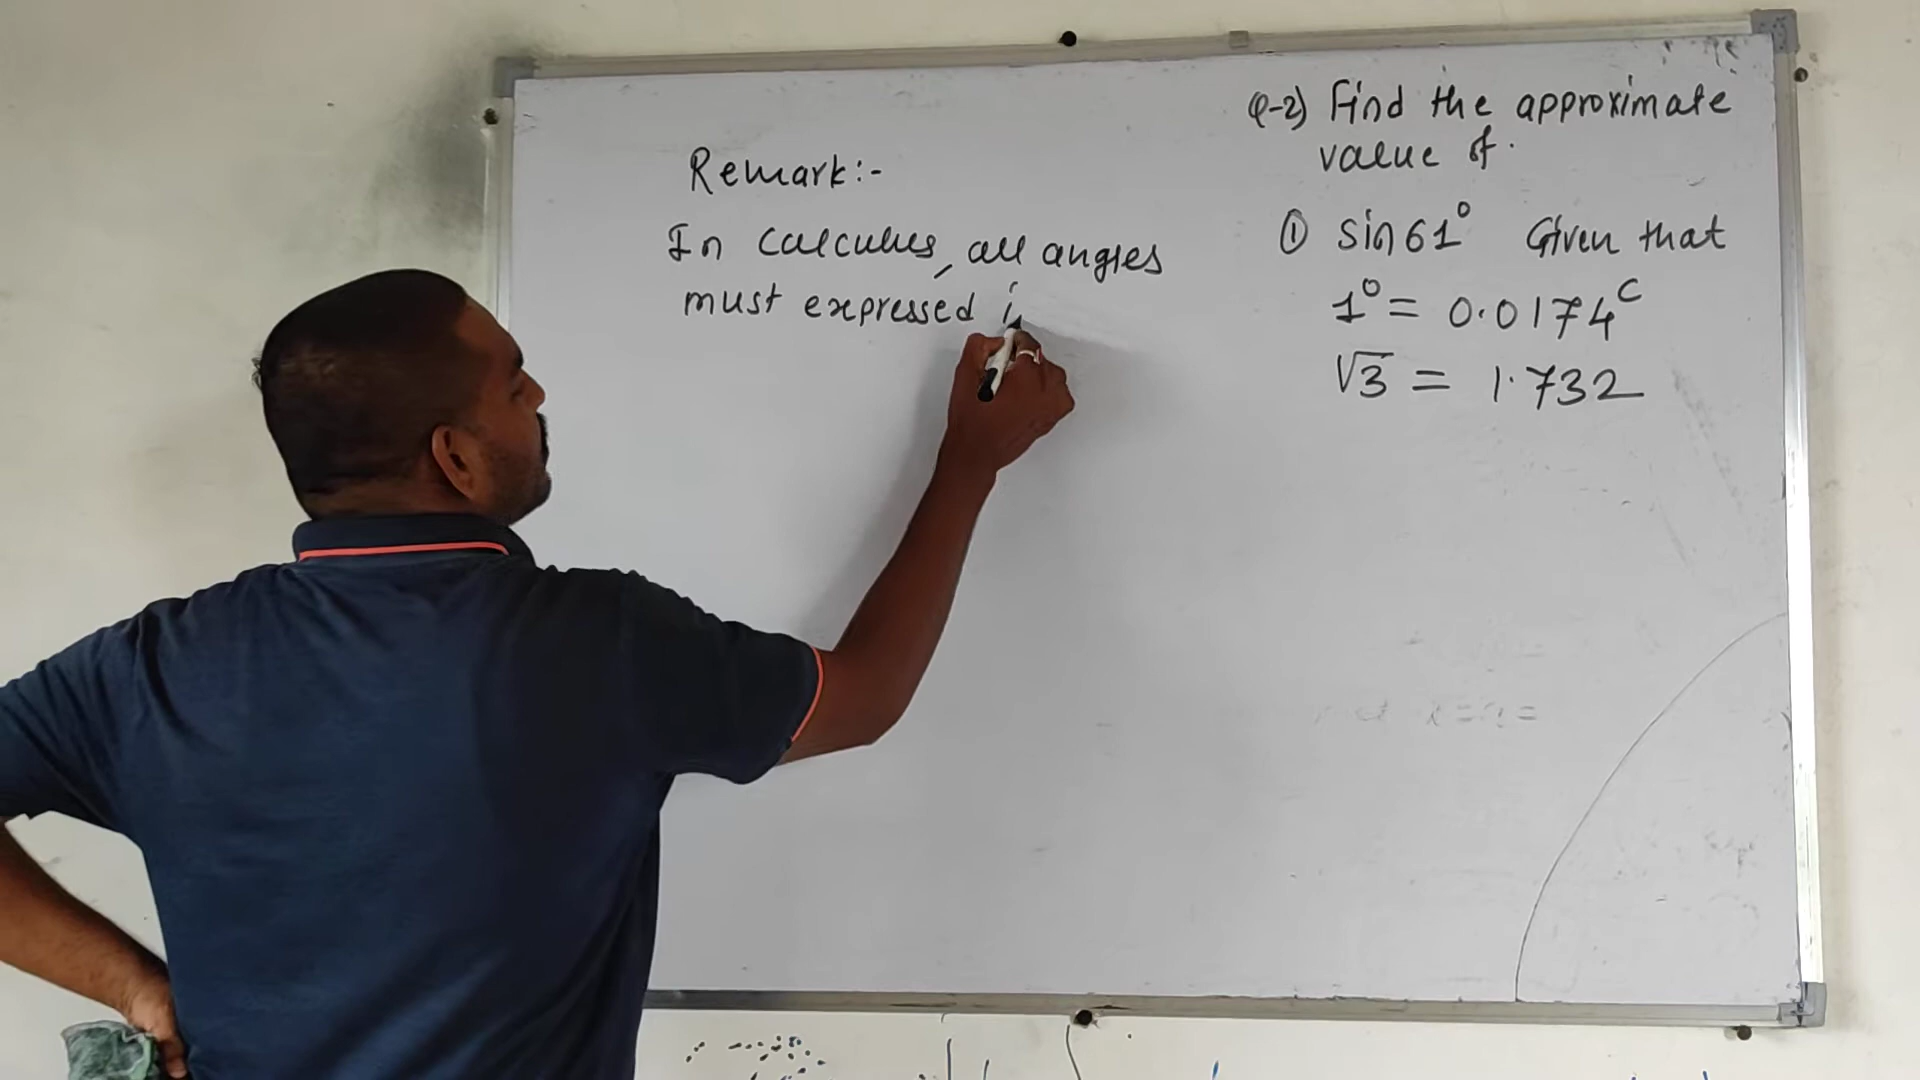 Remark:-
In calculus, all angles
must expressed i
Q-2) Find the approximate
value of.
① sin61° Given that
1° = 0.0174ᶜ
√3 = 1.732